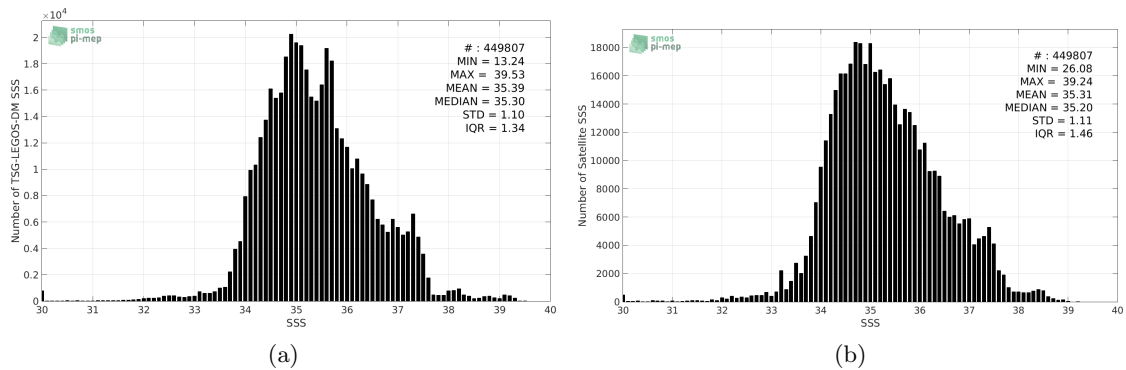 ×10⁴
smos
pi-mep
# : 449807
MIN = 13.24
MAX = 39.53
MEAN = 35.39
MEDIAN = 35.30
STD = 1.10
IQR = 1.34
Number of TSG-LEGOS-DM SSS
2
1.8
1.6
1.4
1.2
1
0.8
0.6
0.4
0.2
0
30 31 32 33 34 35 36 37 38 39 40
SSS
(a)
smos
pi-mep
# : 449807
MIN = 26.08
MAX = 39.24
MEAN = 35.31
MEDIAN = 35.20
STD = 1.11
IQR = 1.46
Number of Satellite SSS
18000
16000
14000
12000
10000
8000
6000
4000
2000
0
30 31 32 33 34 35 36 37 38 39 40
SSS
(b)